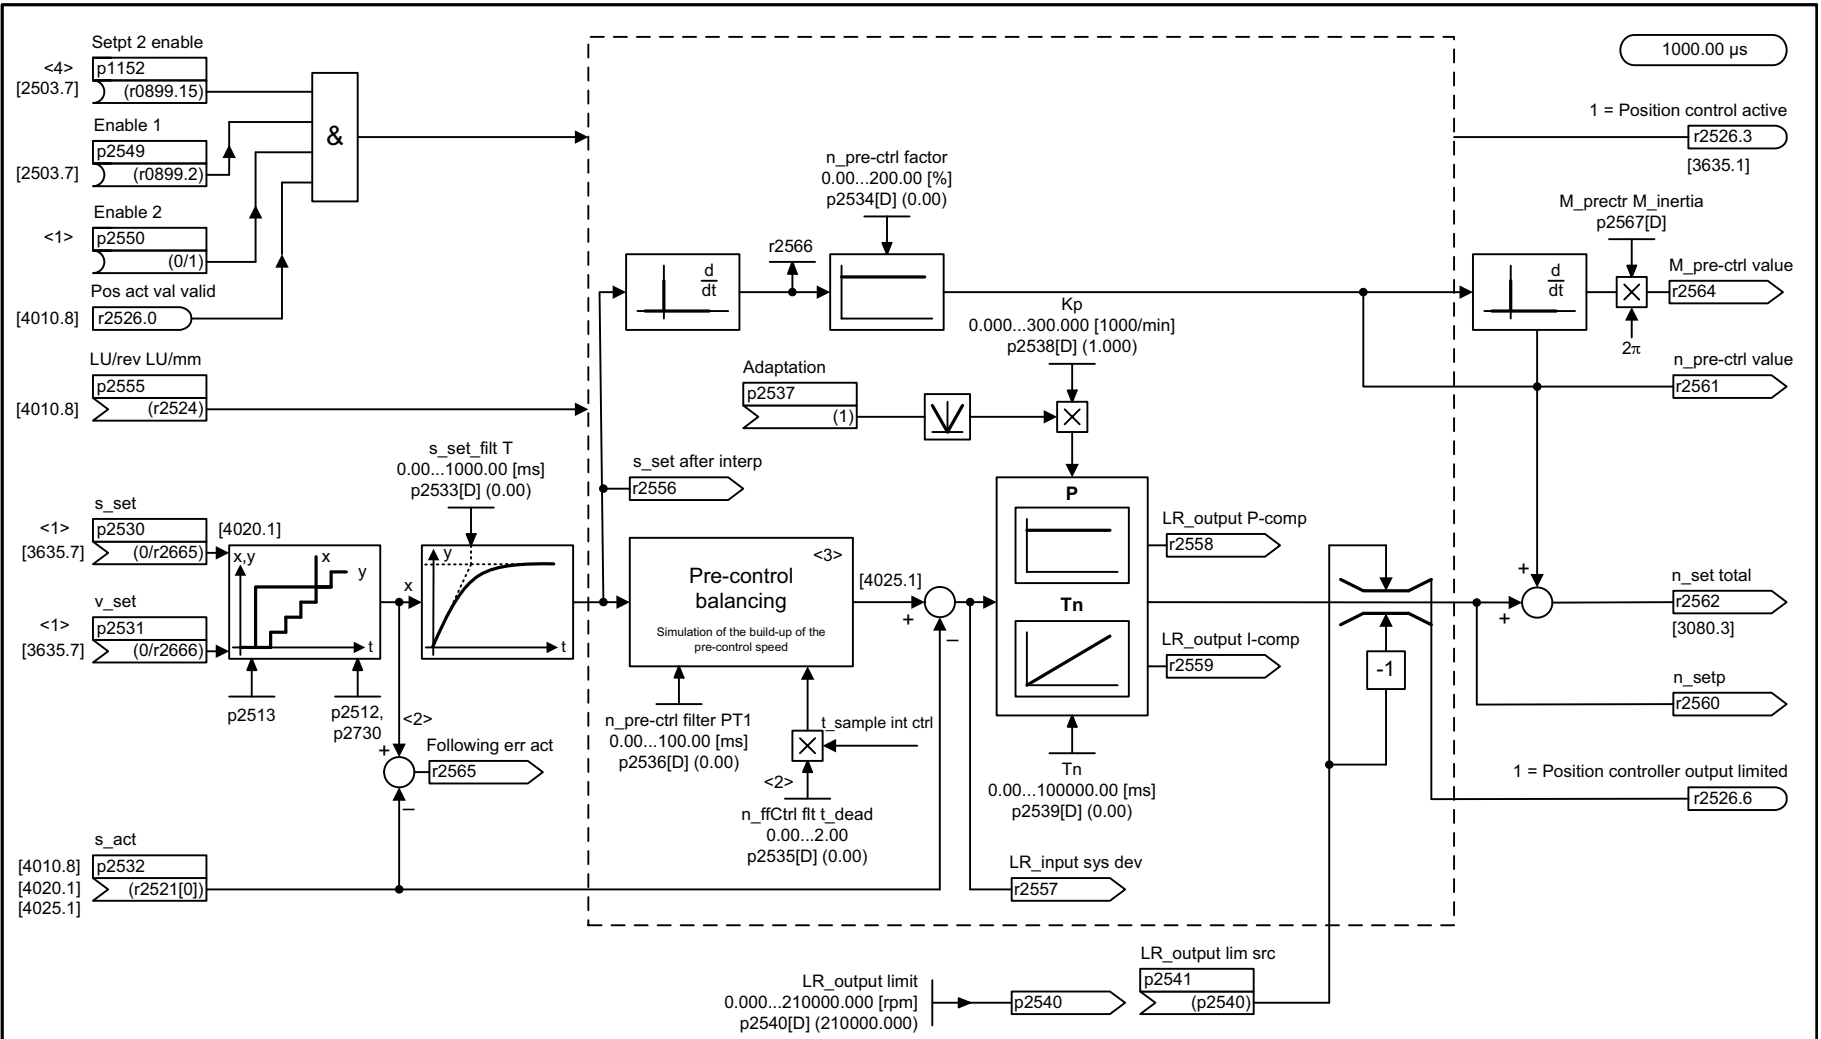 Setpt 2 enable
<4>
p1152
[2503.7]
(r0899.15)
Enable 1
p2549
[2503.7]
(r0899.2)
Enable 2
<1>
p2550
(0/1)
Pos act val valid
[4010.8]
r2526.0
&
LU/rev LU/mm
p2555
[4010.8]
(r2524)
1000.00 µs
1 = Position control active
r2526.3
[3635.1]
n_pre-ctrl factor
0.00...200.00 [%]
p2534[D] (0.00)
r2566
d
dt
M_prectr M_inertia
p2567[D]
d
dt
2π
M_pre-ctrl value
r2564
n_pre-ctrl value
r2561
Kp
0.000...300.000 [1000/min]
p2538[D] (1.000)
Adaptation
p2537
(1)
s_set_filt T
0.00...1000.00 [ms]
p2533[D] (0.00)
s_set after interp
r2556
s_set
<1>
p2530
[4020.1]
[3635.7]
(0/r2665)
v_set
<1>
p2531
[3635.7]
(0/r2666)
x,y
x
y
t
x
y
t
p2513
p2512,
p2730
<2>
+
Following err act
r2565
–
<3>
Pre-control
balancing
Simulation of the build-up of the
pre-control speed
[4025.1]
+
–
n_pre-ctrl filter PT1
0.00...100.00 [ms]
p2536[D] (0.00)
t_sample int ctrl
<2>
n_ffCtrl flt t_dead
0.00...2.00
p2535[D] (0.00)
P
Tn
LR_output P-comp
r2558
LR_output I-comp
r2559
Tn
0.00...100000.00 [ms]
p2539[D] (0.00)
LR_input sys dev
r2557
-1
+
+
n_set total
r2562
[3080.3]
n_setp
r2560
1 = Position controller output limited
r2526.6
s_act
[4010.8]
p2532
[4020.1]
(r2521[0])
[4025.1]
LR_output limit
0.000...210000.000 [rpm]
p2540[D] (210000.000)
p2540
LR_output lim src
p2541
(p2540)